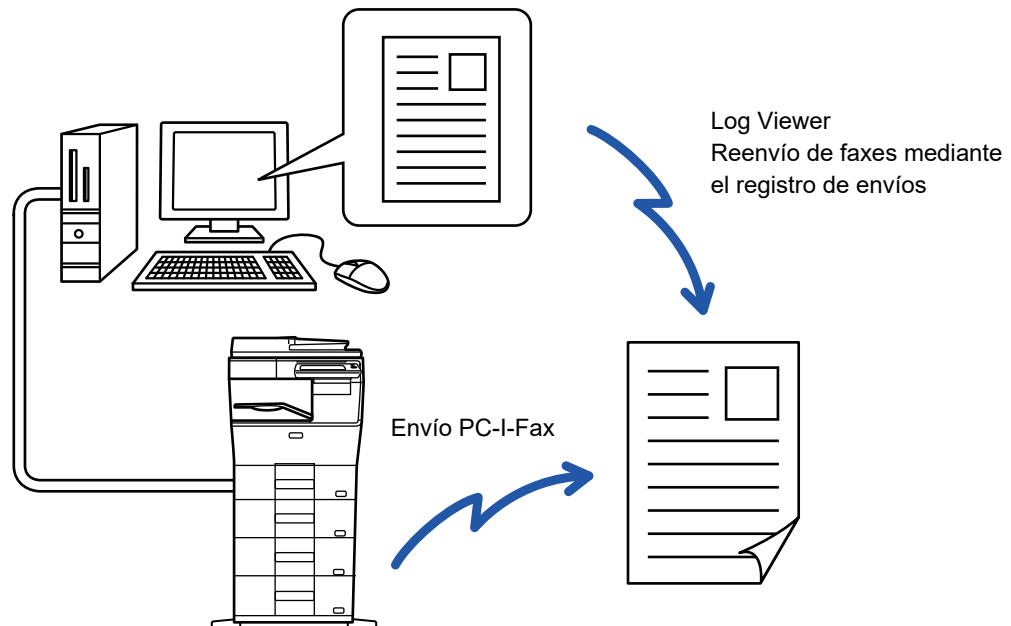 Log Viewer
Reenvío de faxes mediante
el registro de envíos
Envío PC-I-Fax